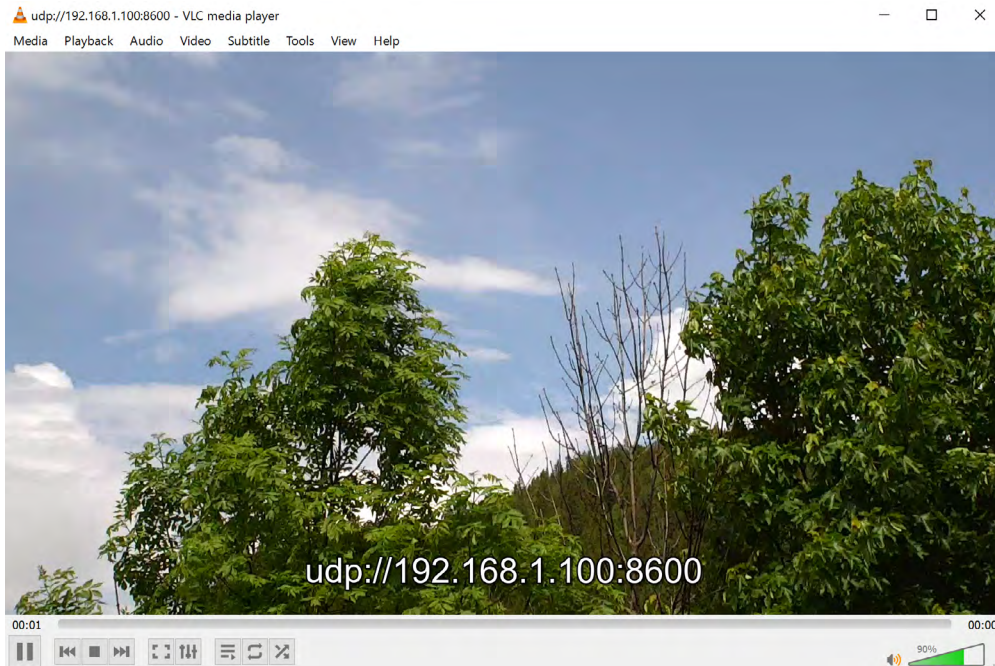 udp://192.168.1.100:8600 - VLC media player
Media Playback Audio Video Subtitle Tools View Help
udp://192.168.1.100:8600
00:01 00:00
90%